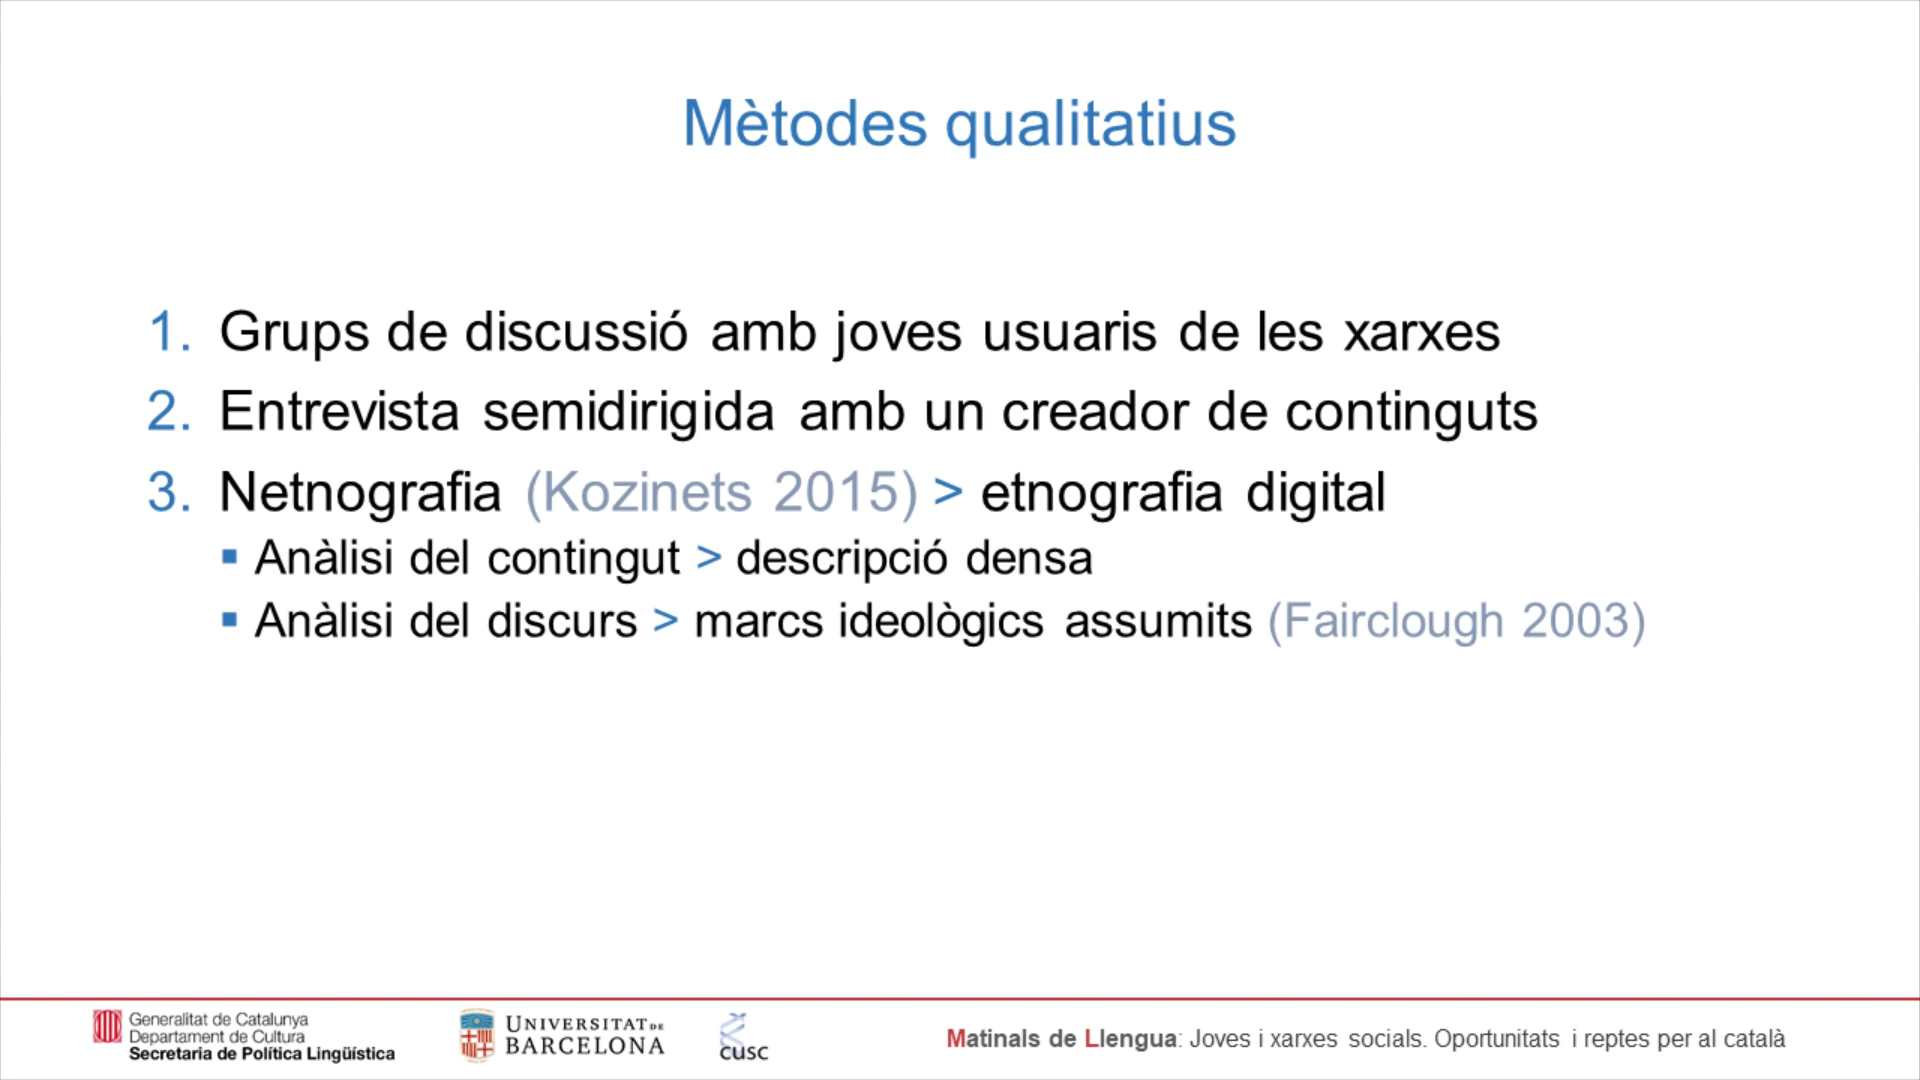 Mètodes qualitatius
1. Grups de discussió amb joves usuaris de les xarxes
2. Entrevista semidirigida amb un creador de continguts
3. Netnografia (Kozinets 2015) > etnografia digital
▪ Anàlisi del contingut > descripció densa
▪ Anàlisi del discurs > marcs ideològics assumits (Fairclough 2003)
Generalitat de Catalunya
Departament de Cultura
Secretaria de Política Lingüística
UNIVERSITAT DE
BARCELONA
CUSC
Matinals de Llengua: Joves i xarxes socials. Oportunitats i reptes per al català